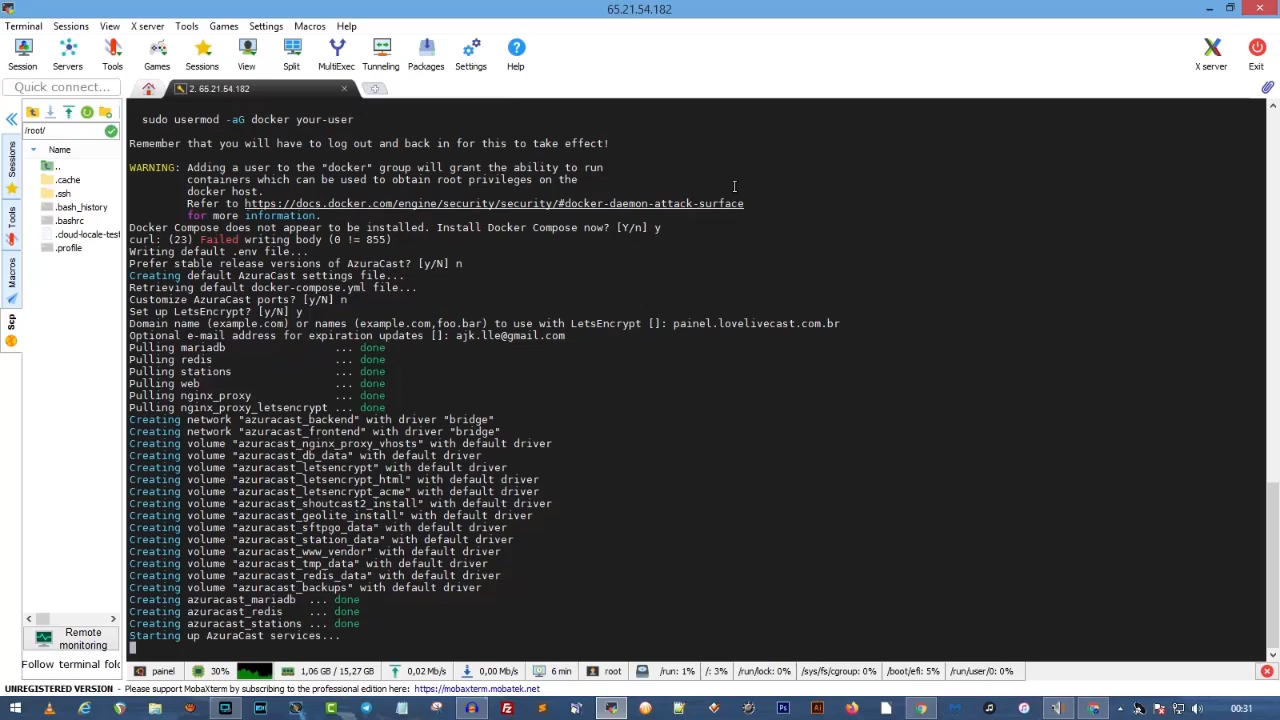 65.21.54.182
Terminal Sessions View X server Tools Games Settings Macros Help
Session Servers Tools Games Sessions View Split MultiExec Tunneling Packages Settings Help X server Exit
Quick connect...
2. 65.21.54.182
/root/
Name
..
.cache
.ssh
.bash_history
.bashrc
.cloud-locale-test
.profile
Sessions
Tools
Macros
Scp
sudo usermod -aG docker your-user
Remember that you will have to log out and back in for this to take effect!
WARNING: Adding a user to the "docker" group will grant the ability to run
containers which can be used to obtain root privileges on the
docker host.
Refer to https://docs.docker.com/engine/security/security/#docker-daemon-attack-surface
for more information.
Docker Compose does not appear to be installed. Install Docker Compose now? [Y/n] y
curl: (23) Failed writing body (0 != 855)
Writing default .env file...
Prefer stable release versions of AzuraCast? [y/N] n
Creating default AzuraCast settings file...
Retrieving default docker-compose.yml file...
Customize AzuraCast ports? [y/N] n
Set up LetsEncrypt? [y/N] y
Domain name (example.com) or names (example.com,foo.bar) to use with LetsEncrypt []: painel.lovelivecast.com.br
Optional e-mail address for expiration updates []: ajk.lle@gmail.com
Pulling mariadb ... done
Pulling redis ... done
Pulling stations ... done
Pulling web ... done
Pulling nginx_proxy ... done
Pulling nginx_proxy_letsencrypt ... done
Creating network "azuracast_backend" with driver "bridge"
Creating network "azuracast_frontend" with driver "bridge"
Creating volume "azuracast_nginx_proxy_vhosts" with default driver
Creating volume "azuracast_db_data" with default driver
Creating volume "azuracast_letsencrypt" with default driver
Creating volume "azuracast_letsencrypt_html" with default driver
Creating volume "azuracast_letsencrypt_acme" with default driver
Creating volume "azuracast_shoutcast2_install" with default driver
Creating volume "azuracast_geolite_install" with default driver
Creating volume "azuracast_sftpgo_data" with default driver
Creating volume "azuracast_station_data" with default driver
Creating volume "azuracast_www_vendor" with default driver
Creating volume "azuracast_tmp_data" with default driver
Creating volume "azuracast_redis_data" with default driver
Creating volume "azuracast_backups" with default driver
Creating azuracast_mariadb ... done
Creating azuracast_redis ... done
Creating azuracast_stations ... done
Starting up AzuraCast services...
Remote
monitoring
Follow terminal fold
painel 30% 1,06 GB / 15,27 GB 0,02 Mb/s 0,00 Mb/s 6 min root /run: 1% /: 3% /run/lock: 0% /sys/fs/cgroup: 0% /boot/efi: 5% /run/user/0: 0%
UNREGISTERED VERSION - Please support MobaXterm by subscribing to the professional edition here: https://mobaxterm.mobatek.net
00:31